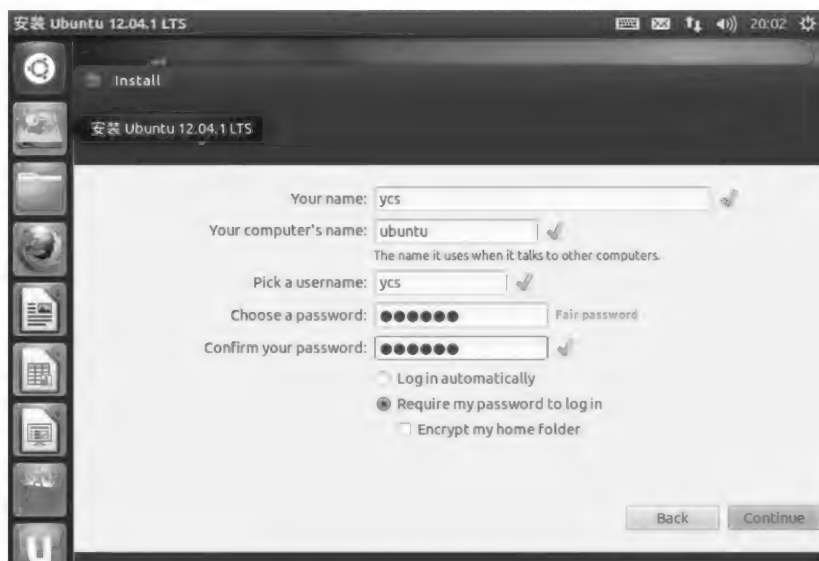 安装 Ubuntu 12.04.1 LTS 20:02
Install
安装 Ubuntu 12.04.1 LTS
Your name: ycs
Your computer's name: ubuntu
The name it uses when it talks to other computers.
Pick a username: ycs
Choose a password: ●●●●●● Fair password
Confirm your password: ●●●●●●
Log in automatically
Require my password to log in
Encrypt my home folder
Back Continue